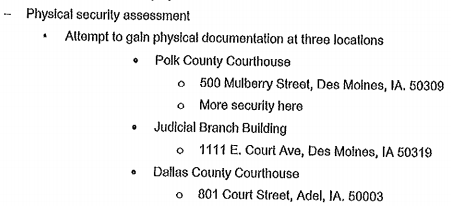 – Physical security assessment
• Attempt to gain physical documentation at three locations
• Polk County Courthouse
o 500 Mulberry Street, Des Moines, IA. 50309
o More security here
• Judicial Branch Building
o 1111 E. Court Ave, Des Moines, IA 50319
• Dallas County Courthouse
o 801 Court Street, Adel, IA. 50003